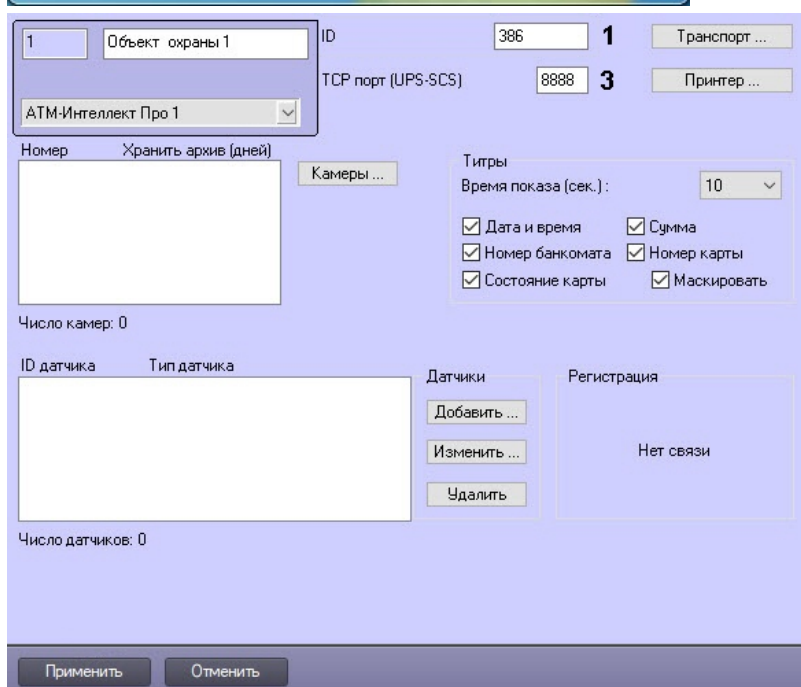 1 Объект охраны 1 ID 386 1 Транспорт ...
TCP порт (UPS-SCS) 8888 3 Принтер ...
АТМ-Интеллект Про 1
Номер Хранить архив (дней)
Камеры ...
Титры
Время показа (сек.) : 10
Дата и время Сумма
Номер банкомата Номер карты
Состояние карты Маскировать
Число камер: 0
ID датчика Тип датчика
Датчики
Добавить ...
Изменить ...
Удалить
Регистрация
Нет связи
Число датчиков: 0
Применить Отменить